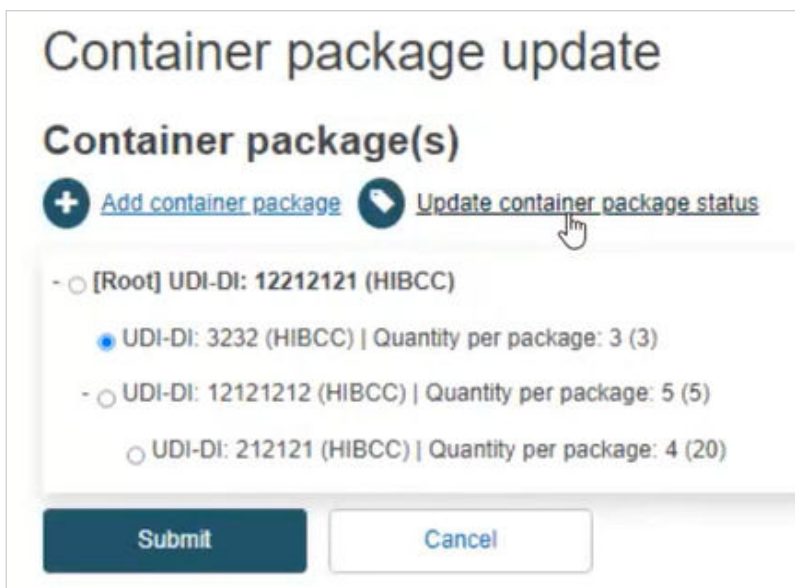 Container package update
Container package(s)
Add container package Update container package status
- [Root] UDI-DI: 12212121 (HIBCC)
UDI-DI: 3232 (HIBCC) | Quantity per package: 3 (3)
- UDI-DI: 12121212 (HIBCC) | Quantity per package: 5 (5)
UDI-DI: 212121 (HIBCC) | Quantity per package: 4 (20)
Submit Cancel